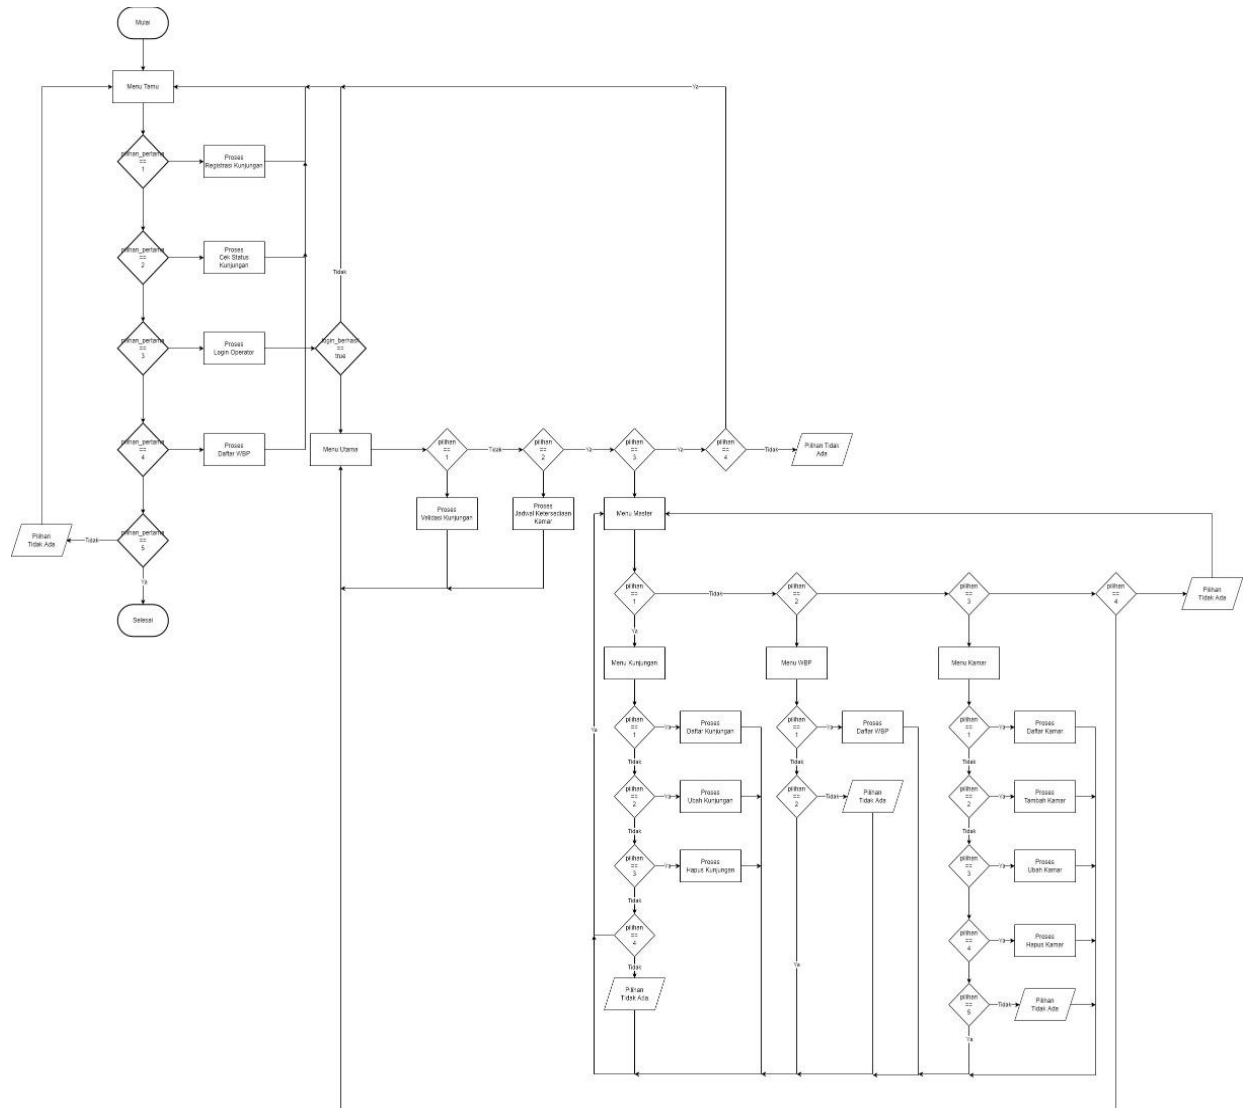 Mulai
Menu Tamu
Ya
pilihan_pertama
==
1
Proses
Registrasi Kunjungan
pilihan_pertama
==
2
Proses
Cek Status
Kunjungan
Tidak
pilihan_pertama
==
3
Proses
Login Operator
login_berhasil
==
true
pilihan_pertama
==
4
Proses
Daftar WBP
Menu Utama
pilihan
==
1
Tidak
pilihan
==
2
Ya
pilihan
==
3
Ya
pilihan
==
4
Tidak
Pilihan Tidak
Ada
Proses
Validasi Kunjungan
Proses
Jadwal Ketersediaan
Kamar
Menu Master
Pilihan
Tidak Ada
Tidak
pilihan_pertama
==
5
Ya
Selesai
pilihan
==
1
Tidak
pilihan
==
2
pilihan
==
3
pilihan
==
4
Pilihan
Tidak Ada
Ya
Menu Kunjungan
Menu WBP
Menu Kamar
Ya
pilihan
==
1
Ya
Proses
Daftar Kunjungan
Tidak
pilihan
==
2
Ya
Proses
Ubah Kunjungan
Tidak
pilihan
==
3
Ya
Proses
Hapus Kunjungan
Tidak
pilihan
==
4
Tidak
Pilihan
Tidak Ada
pilihan
==
1
Ya
Proses
Daftar WBP
Tidak
pilihan
==
2
Tidak
Pilihan
Tidak Ada
Ya
pilihan
==
1
Ya
Proses
Daftar Kamar
Tidak
pilihan
==
2
Ya
Proses
Tambah Kamar
Tidak
pilihan
==
3
Ya
Proses
Ubah Kamar
pilihan
==
4
Ya
Proses
Hapus Kamar
pilihan
==
5
Tidak
Pilihan
Tidak Ada
Ya